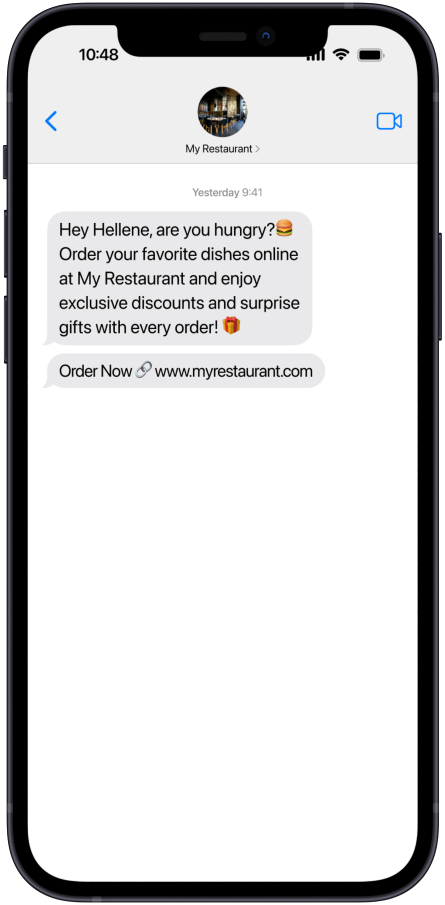 10:48
My Restaurant >
Yesterday 9:41
Hey Hellene, are you hungry?🍔
Order your favorite dishes online
at My Restaurant and enjoy
exclusive discounts and surprise
gifts with every order! 🎁
Order Now 🔗 www.myrestaurant.com